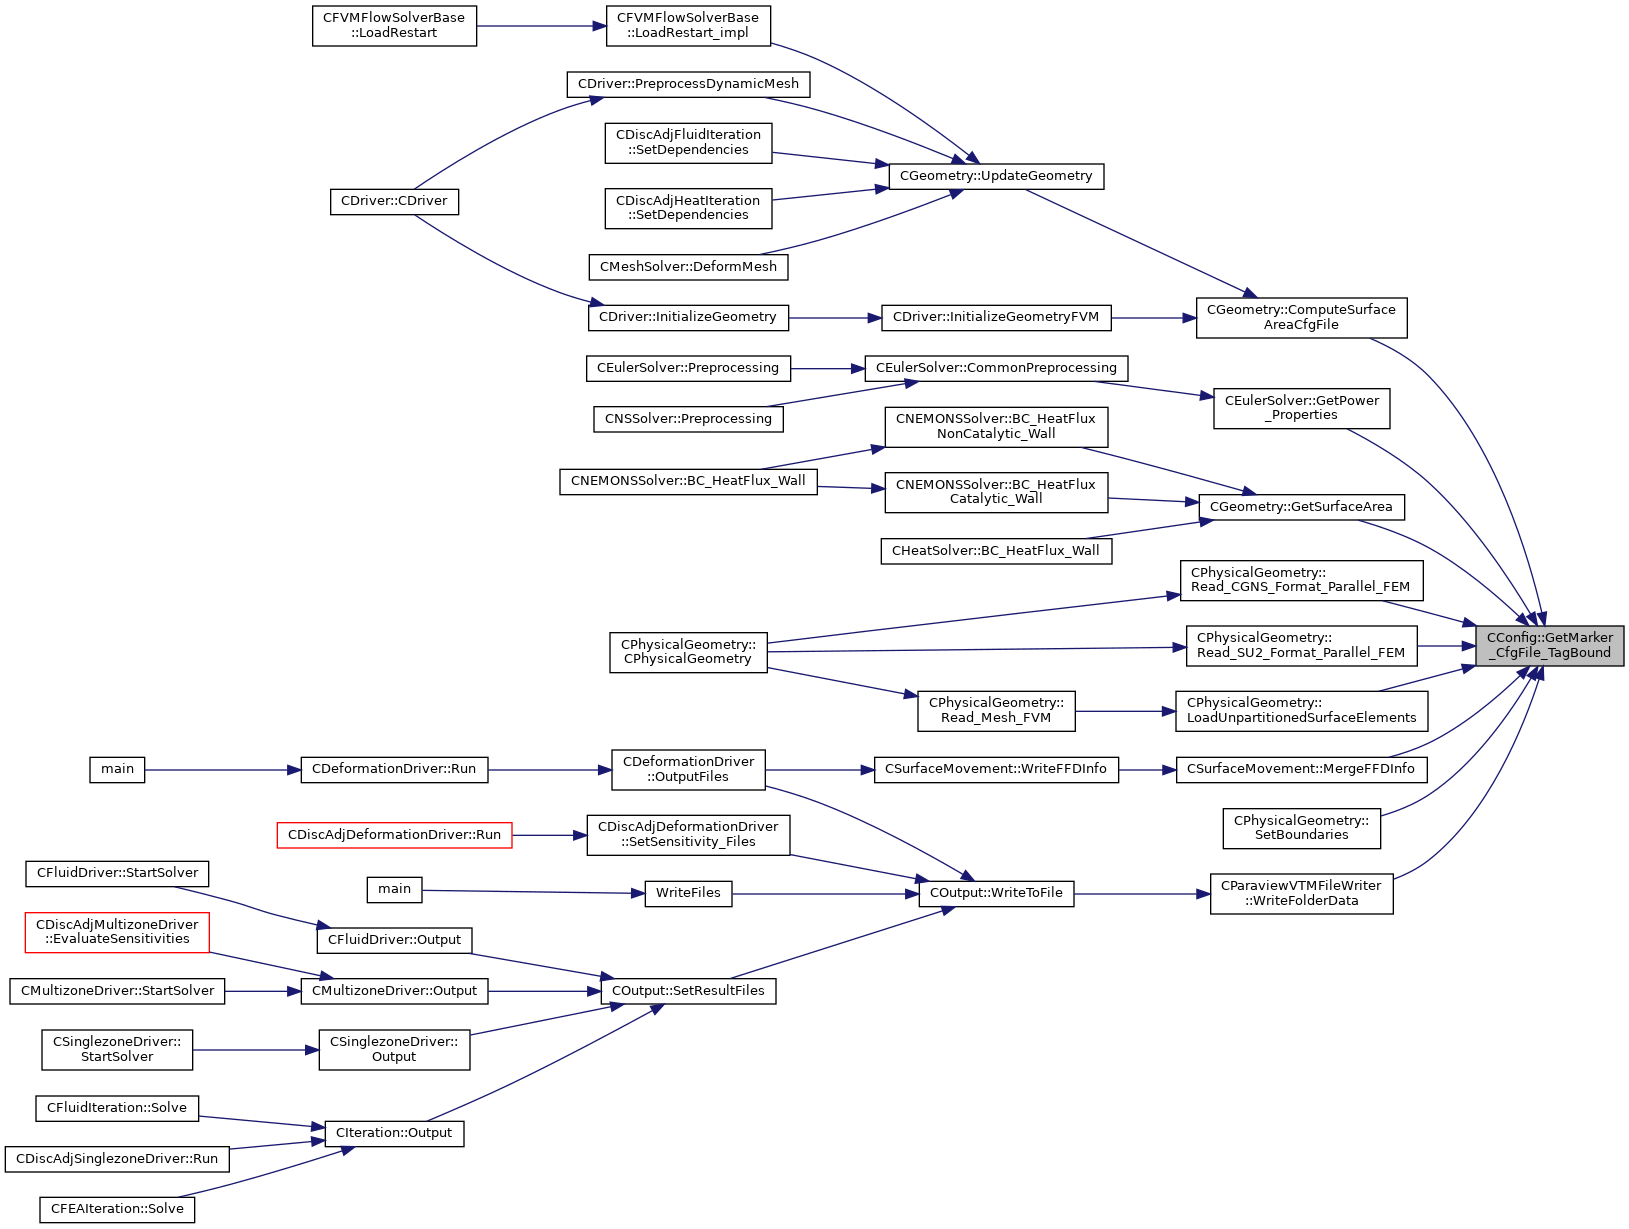 CFVMFlowSolverBase
::LoadRestart
CFVMFlowSolverBase
::LoadRestart_impl
CDriver::PreprocessDynamicMesh
CDiscAdjFluidIteration
::SetDependencies
CGeometry::UpdateGeometry
CDriver::CDriver
CDiscAdjHeatIteration
::SetDependencies
CMeshSolver::DeformMesh
CDriver::InitializeGeometry
CDriver::InitializeGeometryFVM
CGeometry::ComputeSurface
AreaCfgFile
CEulerSolver::Preprocessing
CEulerSolver::CommonPreprocessing
CNSSolver::Preprocessing
CEulerSolver::GetPower
_Properties
CNEMONSSolver::BC_HeatFlux
NonCatalytic_Wall
CNEMONSSolver::BC_HeatFlux_Wall
CNEMONSSolver::BC_HeatFlux
Catalytic_Wall
CGeometry::GetSurfaceArea
CHeatSolver::BC_HeatFlux_Wall
CPhysicalGeometry::
Read_CGNS_Format_Parallel_FEM
CPhysicalGeometry::
CPhysicalGeometry
CPhysicalGeometry::
Read_SU2_Format_Parallel_FEM
CConfig::GetMarker
_CfgFile_TagBound
CPhysicalGeometry::
Read_Mesh_FVM
CPhysicalGeometry::
LoadUnpartitionedSurfaceElements
main
CDeformationDriver::Run
CDeformationDriver
::OutputFiles
CSurfaceMovement::WriteFFDInfo
CSurfaceMovement::MergeFFDInfo
CDiscAdjDeformationDriver::Run
CDiscAdjDeformationDriver
::SetSensitivity_Files
CPhysicalGeometry::
SetBoundaries
CFluidDriver::StartSolver
main
WriteFiles
COutput::WriteToFile
CParaviewVTMFileWriter
::WriteFolderData
CDiscAdjMultizoneDriver
::EvaluateSensitivities
CFluidDriver::Output
CMultizoneDriver::StartSolver
CMultizoneDriver::Output
COutput::SetResultFiles
CSinglezoneDriver::
StartSolver
CSinglezoneDriver::
Output
CFluidIteration::Solve
CIteration::Output
CDiscAdjSinglezoneDriver::Run
CFEAIteration::Solve